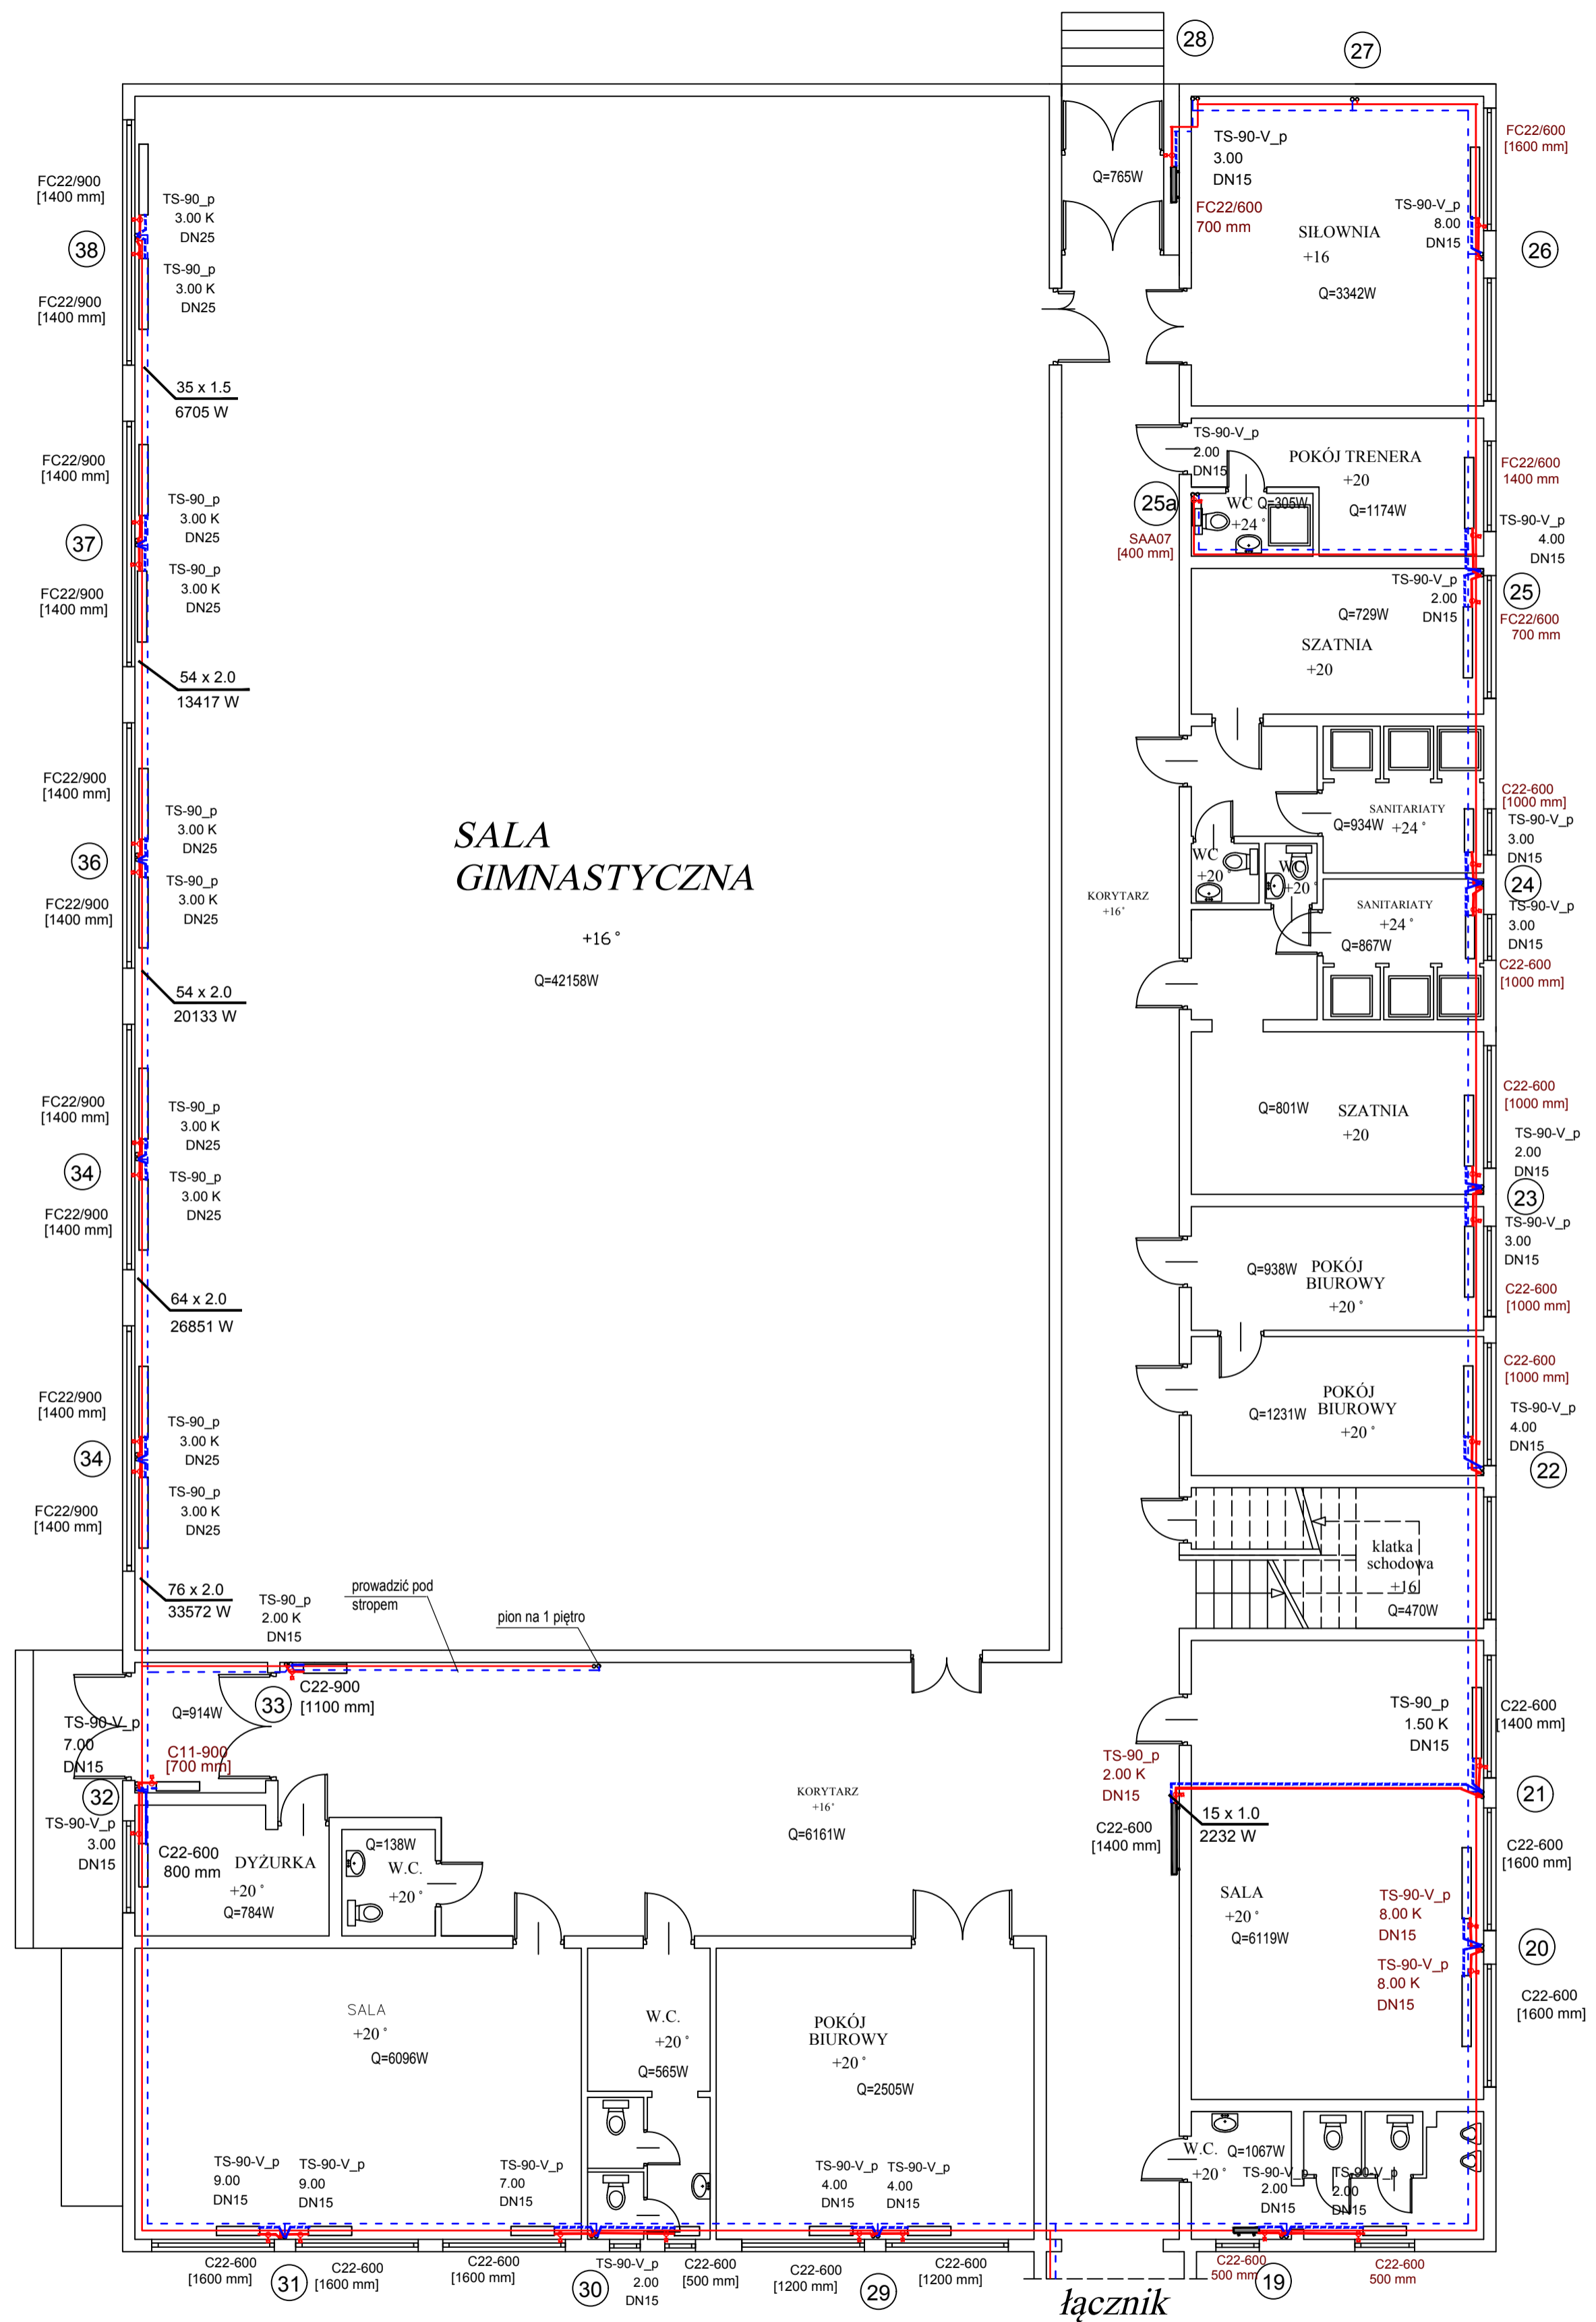 28
27
FC22/600
[1600 mm]
TS-90-V_p
3.00
DN15
Q=765W
FC22/600
700 mm
TS-90-V_p
8.00
DN15
SIŁOWNIA
+16
Q=3342W
26
FC22/900
[1400 mm]
TS-90_p
3.00 K
DN25
38
TS-90_p
3.00 K
DN25
FC22/900
[1400 mm]
35 x 1.5
6705 W
TS-90-V_p
2.00
DN15
POKÓJ TRENERA
+20
Q=1174W
FC22/600
1400 mm
25a
WC Q=305W
+24°
SAA07
[400 mm]
TS-90-V_p
4.00
DN15
FC22/900
[1400 mm]
TS-90_p
3.00 K
DN25
37
TS-90_p
3.00 K
DN25
FC22/900
[1400 mm]
TS-90-V_p
2.00
DN15
25
Q=729W
FC22/600
700 mm
SZATNIA
+20
54 x 2.0
13417 W
FC22/900
[1400 mm]
TS-90_p
3.00 K
DN25
36
TS-90_p
3.00 K
DN25
FC22/900
[1400 mm]
SALA
GIMNASTYCZNA
+16°
Q=42158W
C22-600
[1000 mm]
SANITARIATY
Q=934W +24°
TS-90-V_p
3.00
DN15
WC
+20°
WC
+20°
24
KORYTARZ
+16°
SANITARIATY
+24°
Q=867W
TS-90-V_p
3.00
DN15
C22-600
[1000 mm]
54 x 2.0
20133 W
FC22/900
[1400 mm]
TS-90_p
3.00 K
DN25
34
TS-90_p
3.00 K
DN25
FC22/900
[1400 mm]
C22-600
[1000 mm]
Q=801W
SZATNIA
+20
TS-90-V_p
2.00
DN15
23
TS-90-V_p
3.00
DN15
Q=938W
POKÓJ
BIUROWY
+20°
C22-600
[1000 mm]
64 x 2.0
26851 W
C22-600
[1000 mm]
POKÓJ
BIUROWY
+20°
Q=1231W
TS-90-V_p
4.00
DN15
22
FC22/900
[1400 mm]
TS-90_p
3.00 K
DN25
34
TS-90_p
3.00 K
DN25
FC22/900
[1400 mm]
klatka
schodowa
+16
Q=470W
76 x 2.0
33572 W
TS-90_p
2.00 K
DN15
prowadzić pod
stropem
pion na 1 piętro
C22-900
[1100 mm]
33
Q=914W
TS-90-V_p
7.00
DN15
C11-900
[700 mm]
32
TS-90-V_p
3.00
DN15
C22-600
800 mm
DYŻURKA
+20°
Q=784W
Q=138W
W.C.
+20°
KORYTARZ
+16°
Q=6161W
TS-90_p
1.50 K
DN15
C22-600
[1400 mm]
TS-90_p
2.00 K
DN15
21
15 x 1.0
2232 W
C22-600
[1400 mm]
C22-600
[1600 mm]
SALA
+20°
Q=6119W
TS-90-V_p
8.00 K
DN15
20
TS-90-V_p
8.00 K
DN15
C22-600
[1600 mm]
SALA
+20°
Q=6096W
W.C.
+20°
Q=565W
POKÓJ
BIUROWY
+20°
Q=2505W
W.C. Q=1067W
+20°
TS-90-V_p
2.00
DN15
TS-90-V_p
2.00
DN15
TS-90-V_p
9.00
DN15
TS-90-V_p
9.00
DN15
TS-90-V_p
7.00
DN15
TS-90-V_p
4.00
DN15
TS-90-V_p
4.00
DN15
C22-600
[1600 mm]
31
C22-600
[1600 mm]
C22-600
[1600 mm]
30
TS-90-V_p
2.00
DN15
C22-600
[500 mm]
C22-600
[1200 mm]
29
C22-600
[1200 mm]
C22-600
500 mm
19
C22-600
500 mm
łącznik